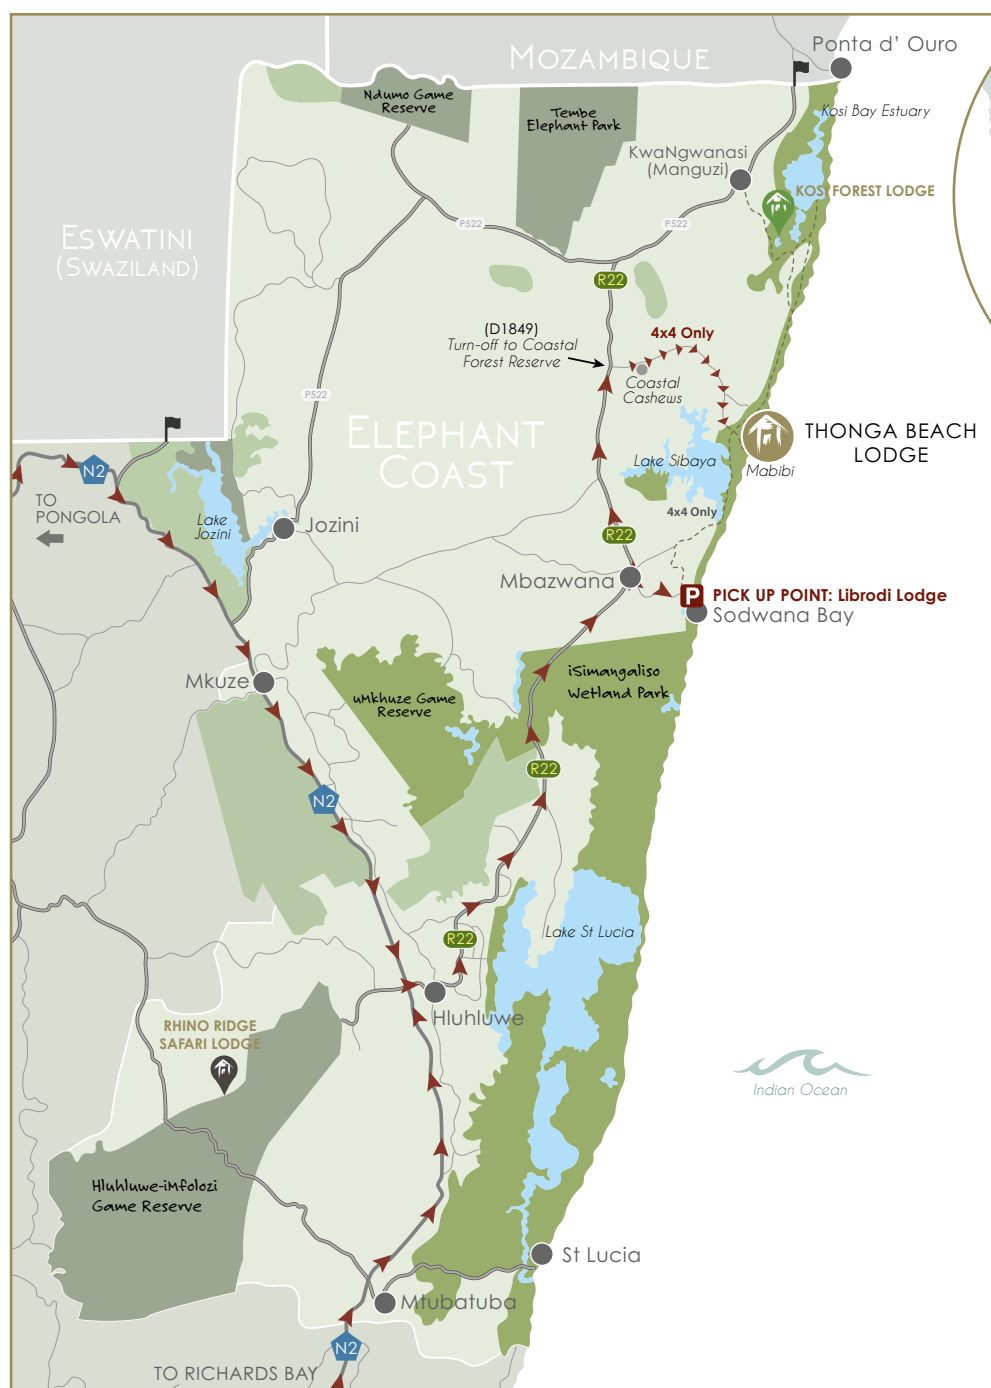 MOZAMBIQUE
Ponta d' Ouro
Ndumo Game
Reserve
Tembe
Elephant Park
Kosi Bay Estuary
KwaNgwanasi
(Manguzi)
KOSI FOREST LODGE
P522
P522
ESWATINI
(SWAZILAND)
R22
(D1849)
Turn-off to Coastal
Forest Reserve
4x4 Only
Coastal
Cashews
P522
ELEPHANT
COAST
THONGA BEACH
LODGE
Mabibi
Lake Sibaya
4x4 Only
N2
TO
PONGOLA
Lake
Jozini
Jozini
R22
Mbazwana
P
PICK UP POINT: Librodi Lodge
Sodwana Bay
Mkuze
uMkhuze Game
Reserve
iSimangaliso
Wetland Park
R22
N2
Lake St Lucia
R22
Hluhluwe
RHINO RIDGE
SAFARI LODGE
Indian Ocean
Hluhluwe-iMfolozi
Game Reserve
St Lucia
Mtubatuba
N2
TO RICHARDS BAY